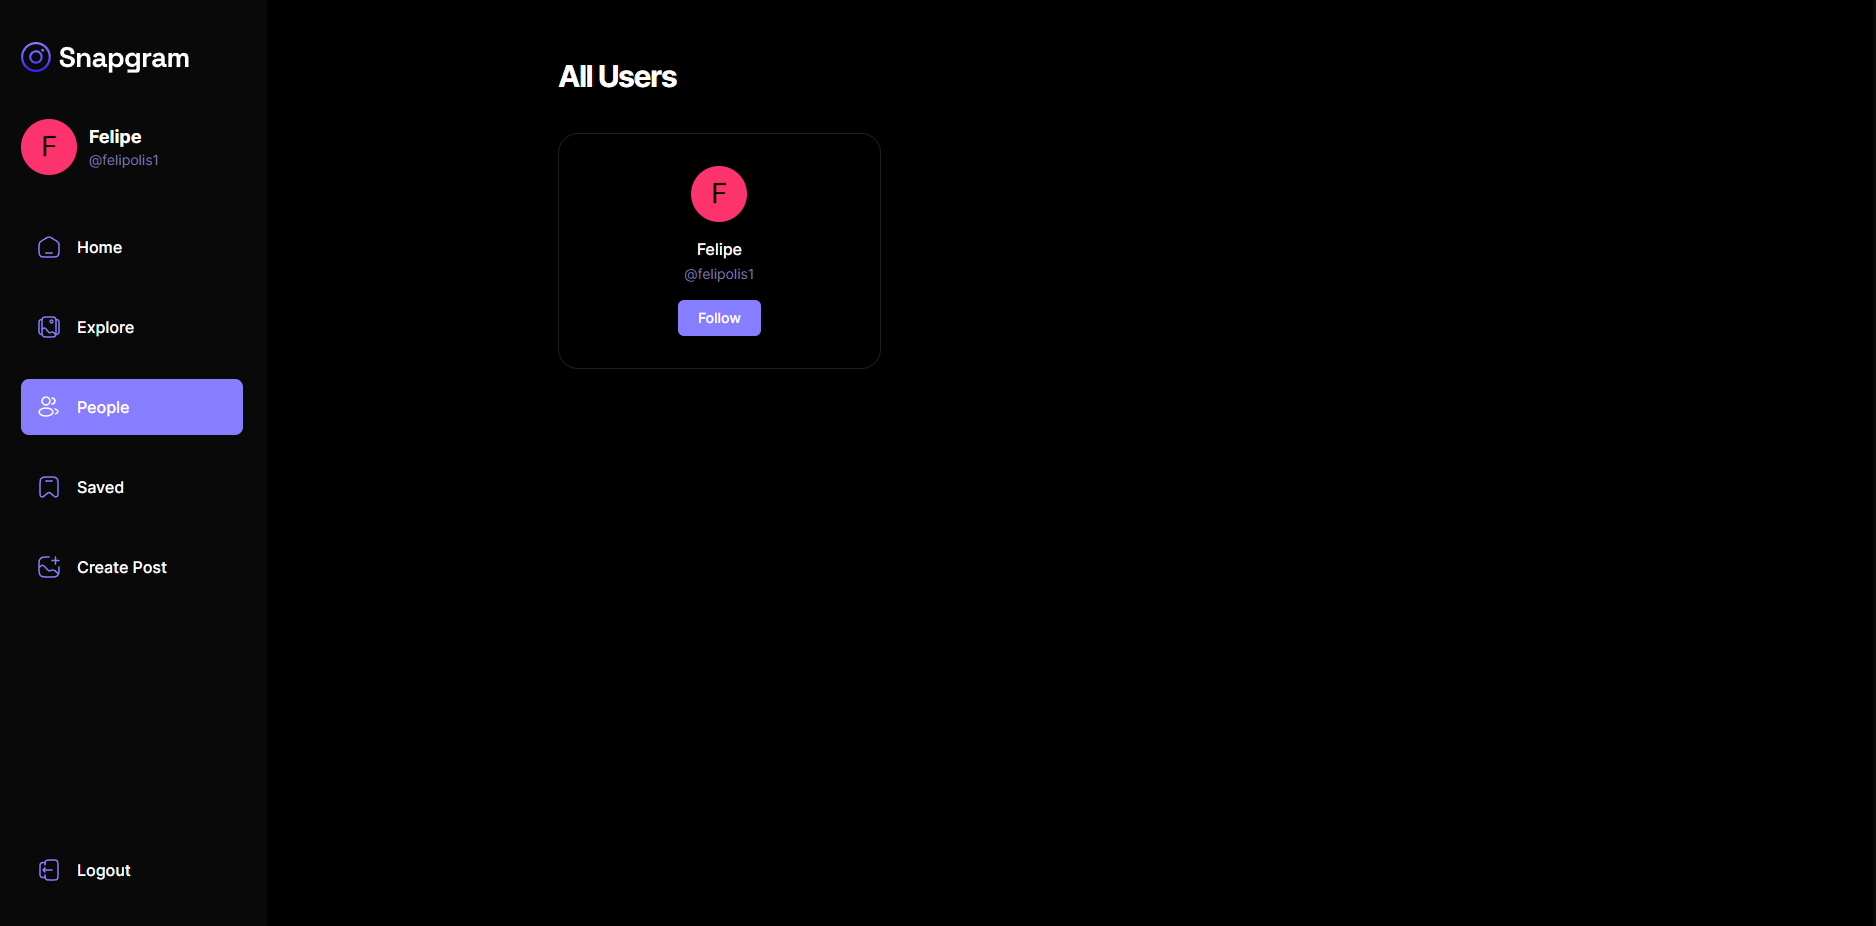 Snapgram
F
Felipe
@felipolis1
Home
Explore
People
Saved
Create Post
Logout
All Users
F
Felipe
@felipolis1
Follow